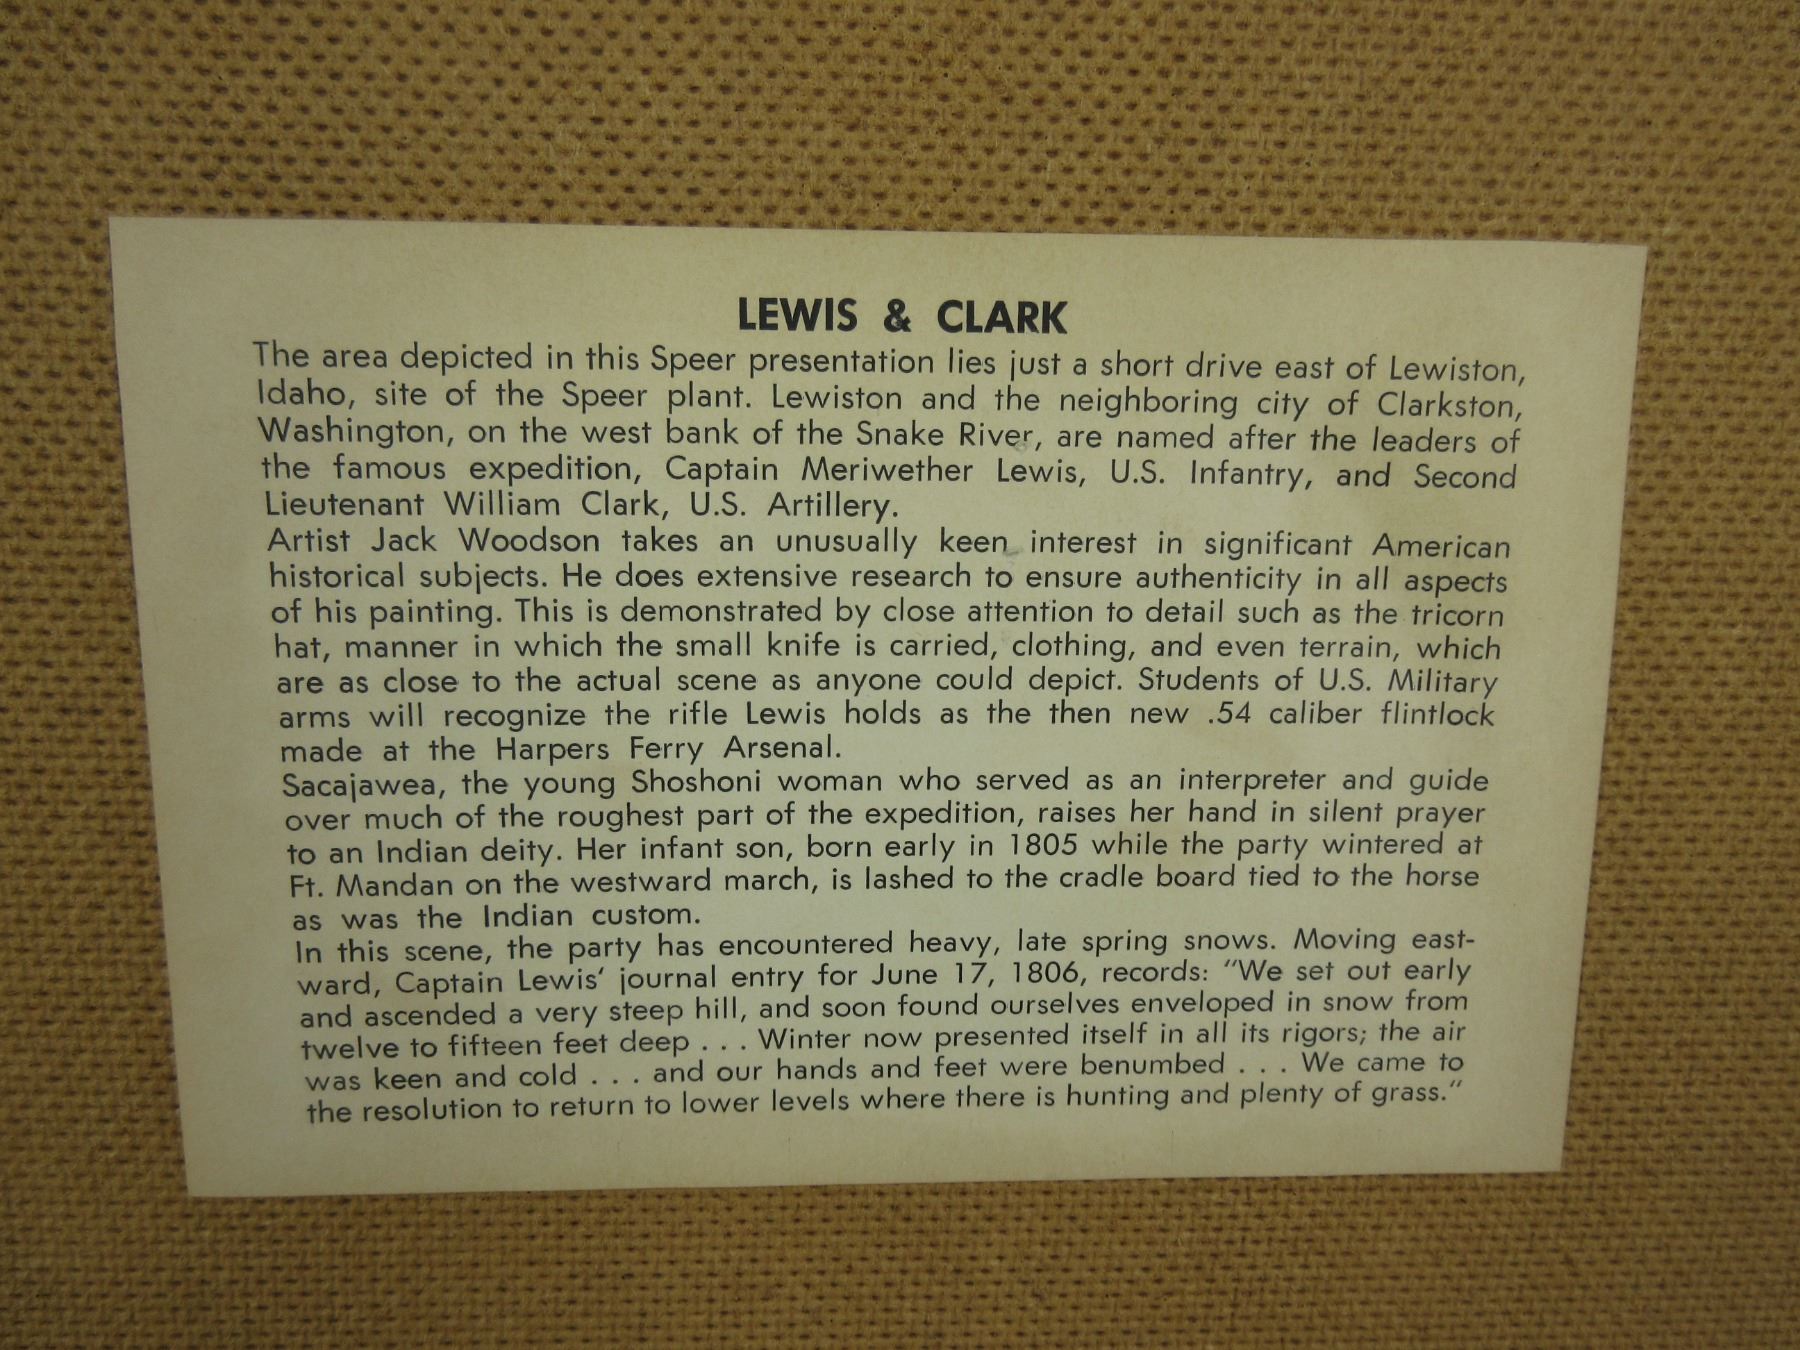 LEWIS & CLARK
The area depicted in this Speer presentation lies just a short drive east of Lewiston,
Idaho, site of the Speer plant. Lewiston and the neighboring city of Clarkston,
Washington, on the west bank of the Snake River, are named after the leaders of
the famous expedition, Captain Meriwether Lewis, U.S. Infantry, and Second
Lieutenant William Clark, U.S. Artillery.
Artist Jack Woodson takes an unusually keen interest in significant American
historical subjects. He does extensive research to ensure authenticity in all aspects
of his painting. This is demonstrated by close attention to detail such as the tricorn
hat, manner in which the small knife is carried, clothing, and even terrain, which
are as close to the actual scene as anyone could depict. Students of U.S. Military
arms will recognize the rifle Lewis holds as the then new .54 caliber flintlock
made at the Harpers Ferry Arsenal.
Sacajawea, the young Shoshoni woman who served as an interpreter and guide
over much of the roughest part of the expedition, raises her hand in silent prayer
to an Indian deity. Her infant son, born early in 1805 while the party wintered at
Ft. Mandan on the westward march, is lashed to the cradle board tied to the horse
as was the Indian custom.
In this scene, the party has encountered heavy, late spring snows. Moving east-
ward, Captain Lewis' journal entry for June 17, 1806, records: "We set out early
and ascended a very steep hill, and soon found ourselves enveloped in snow from
twelve to fifteen feet deep . . . Winter now presented itself in all its rigors; the air
was keen and cold . . . and our hands and feet were benumbed . . . We came to
the resolution to return to lower levels where there is hunting and plenty of grass."